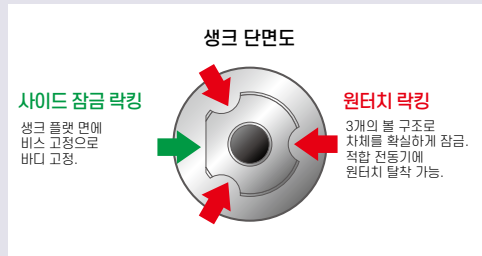 생크 단면도
사이드 잠금 락킹
생크 플랫 면에
비스 고정으로
바디 고정.
원터치 락킹
3개의 볼 구조로
차체를 확실하게 잠금.
적합 전동기에
원터치 탈착 가능.